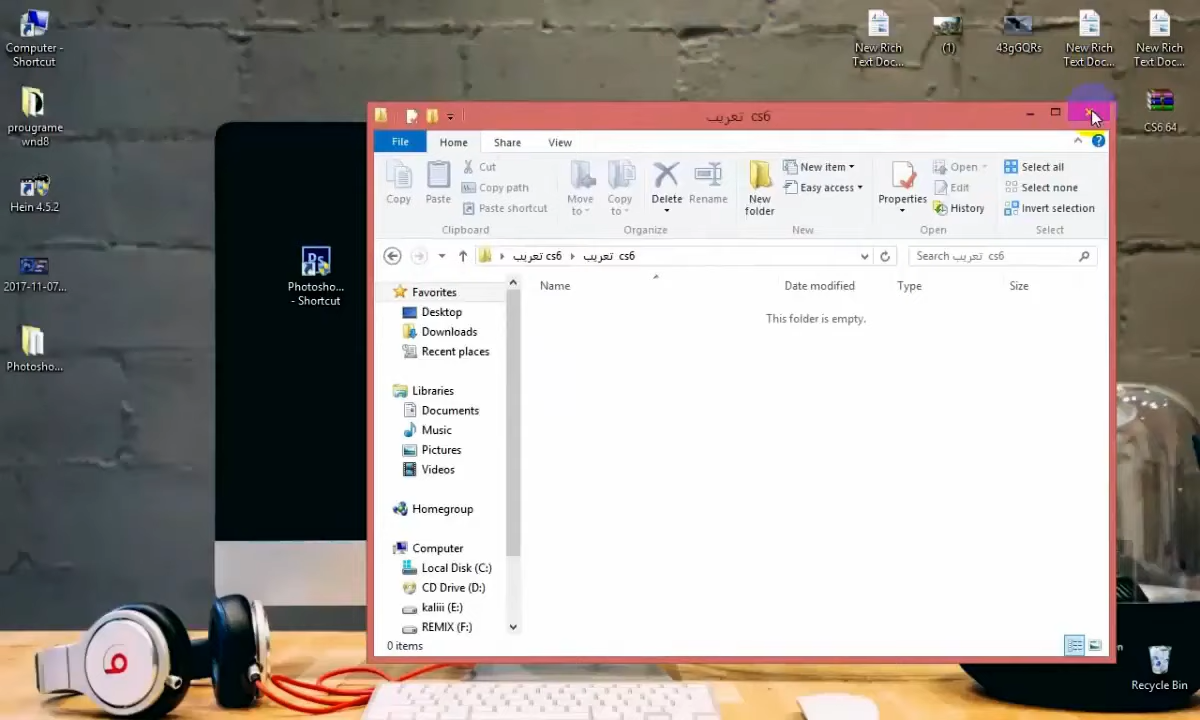 Computer -
Shortcut
prougrame
wnd8
Hein 4.5.2
2017-11-07...
Photosho...
Photosho...
- Shortcut
Ps
New Rich
Text Doc...
(1)
43gGQRs
New Rich
Text Doc...
New Rich
Text Doc...
CS6 64
تعريب cs6
File
Home
Share
View
Copy
Paste
Cut
Copy path
Paste shortcut
Clipboard
Move
to
Copy
to
Delete
Rename
Organize
New
folder
New item
Easy access
New
Properties
Open
Edit
History
Open
Select all
Select none
Invert selection
Select
تعريب cs6
تعريب cs6
Search تعريب cs6
Name
Date modified
Type
Size
This folder is empty.
Favorites
Desktop
Downloads
Recent places
Libraries
Documents
Music
Pictures
Videos
Homegroup
Computer
Local Disk (C:)
CD Drive (D:)
kaliii (E:)
REMIX (F:)
0 items
Recycle Bin